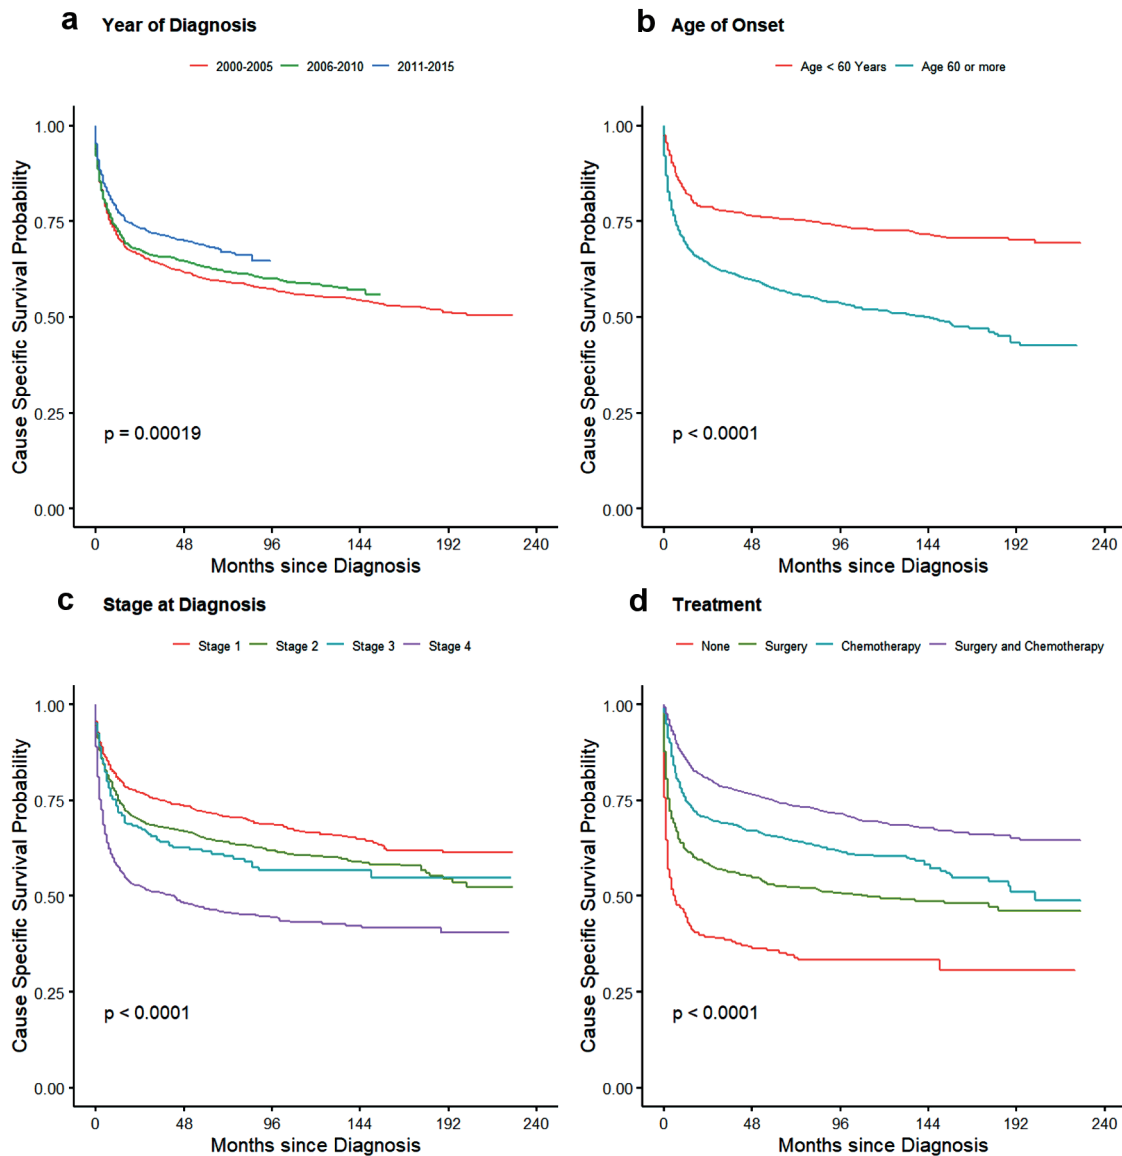 a Year of Diagnosis
2000-2005 2006-2010 2011-2015
Cause Specific Survival Probability
1.00
0.75
0.50
0.25
0.00
p = 0.00019
0 48 96 144 192 240
Months since Diagnosis
b Age of Onset
Age < 60 Years Age 60 or more
Cause Specific Survival Probability
1.00
0.75
0.50
0.25
0.00
p < 0.0001
0 48 96 144 192 240
Months since Diagnosis
c Stage at Diagnosis
Stage 1 Stage 2 Stage 3 Stage 4
Cause Specific Survival Probability
1.00
0.75
0.50
0.25
0.00
p < 0.0001
0 48 96 144 192 240
Months since Diagnosis
d Treatment
None Surgery Chemotherapy Surgery and Chemotherapy
Cause Specific Survival Probability
1.00
0.75
0.50
0.25
0.00
p < 0.0001
0 48 96 144 192 240
Months since Diagnosis